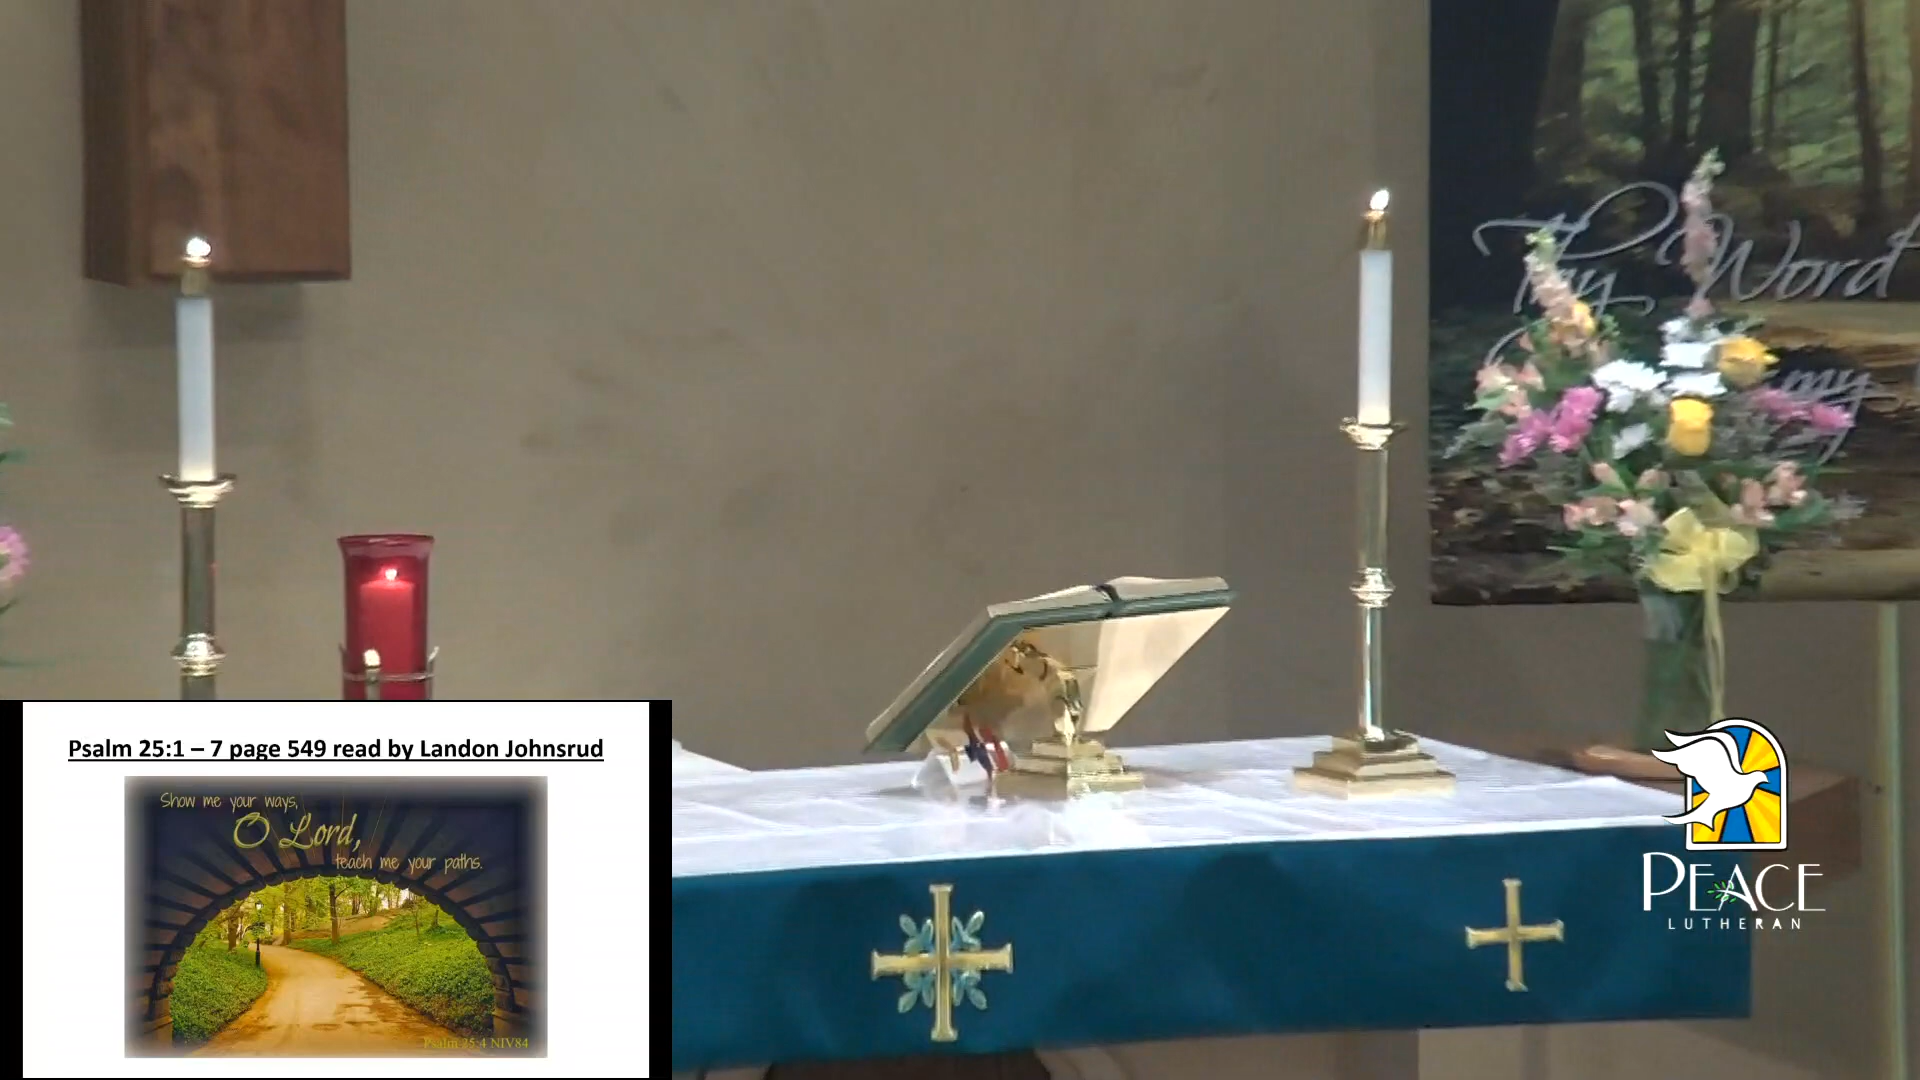 Thy Word
my
Psalm 25:1 – 7 page 549 read by Landon Johnsrud
Show me your ways,
O Lord,
teach me your paths.
Psalm 25:4 NIV84
PEACE
LUTHERAN